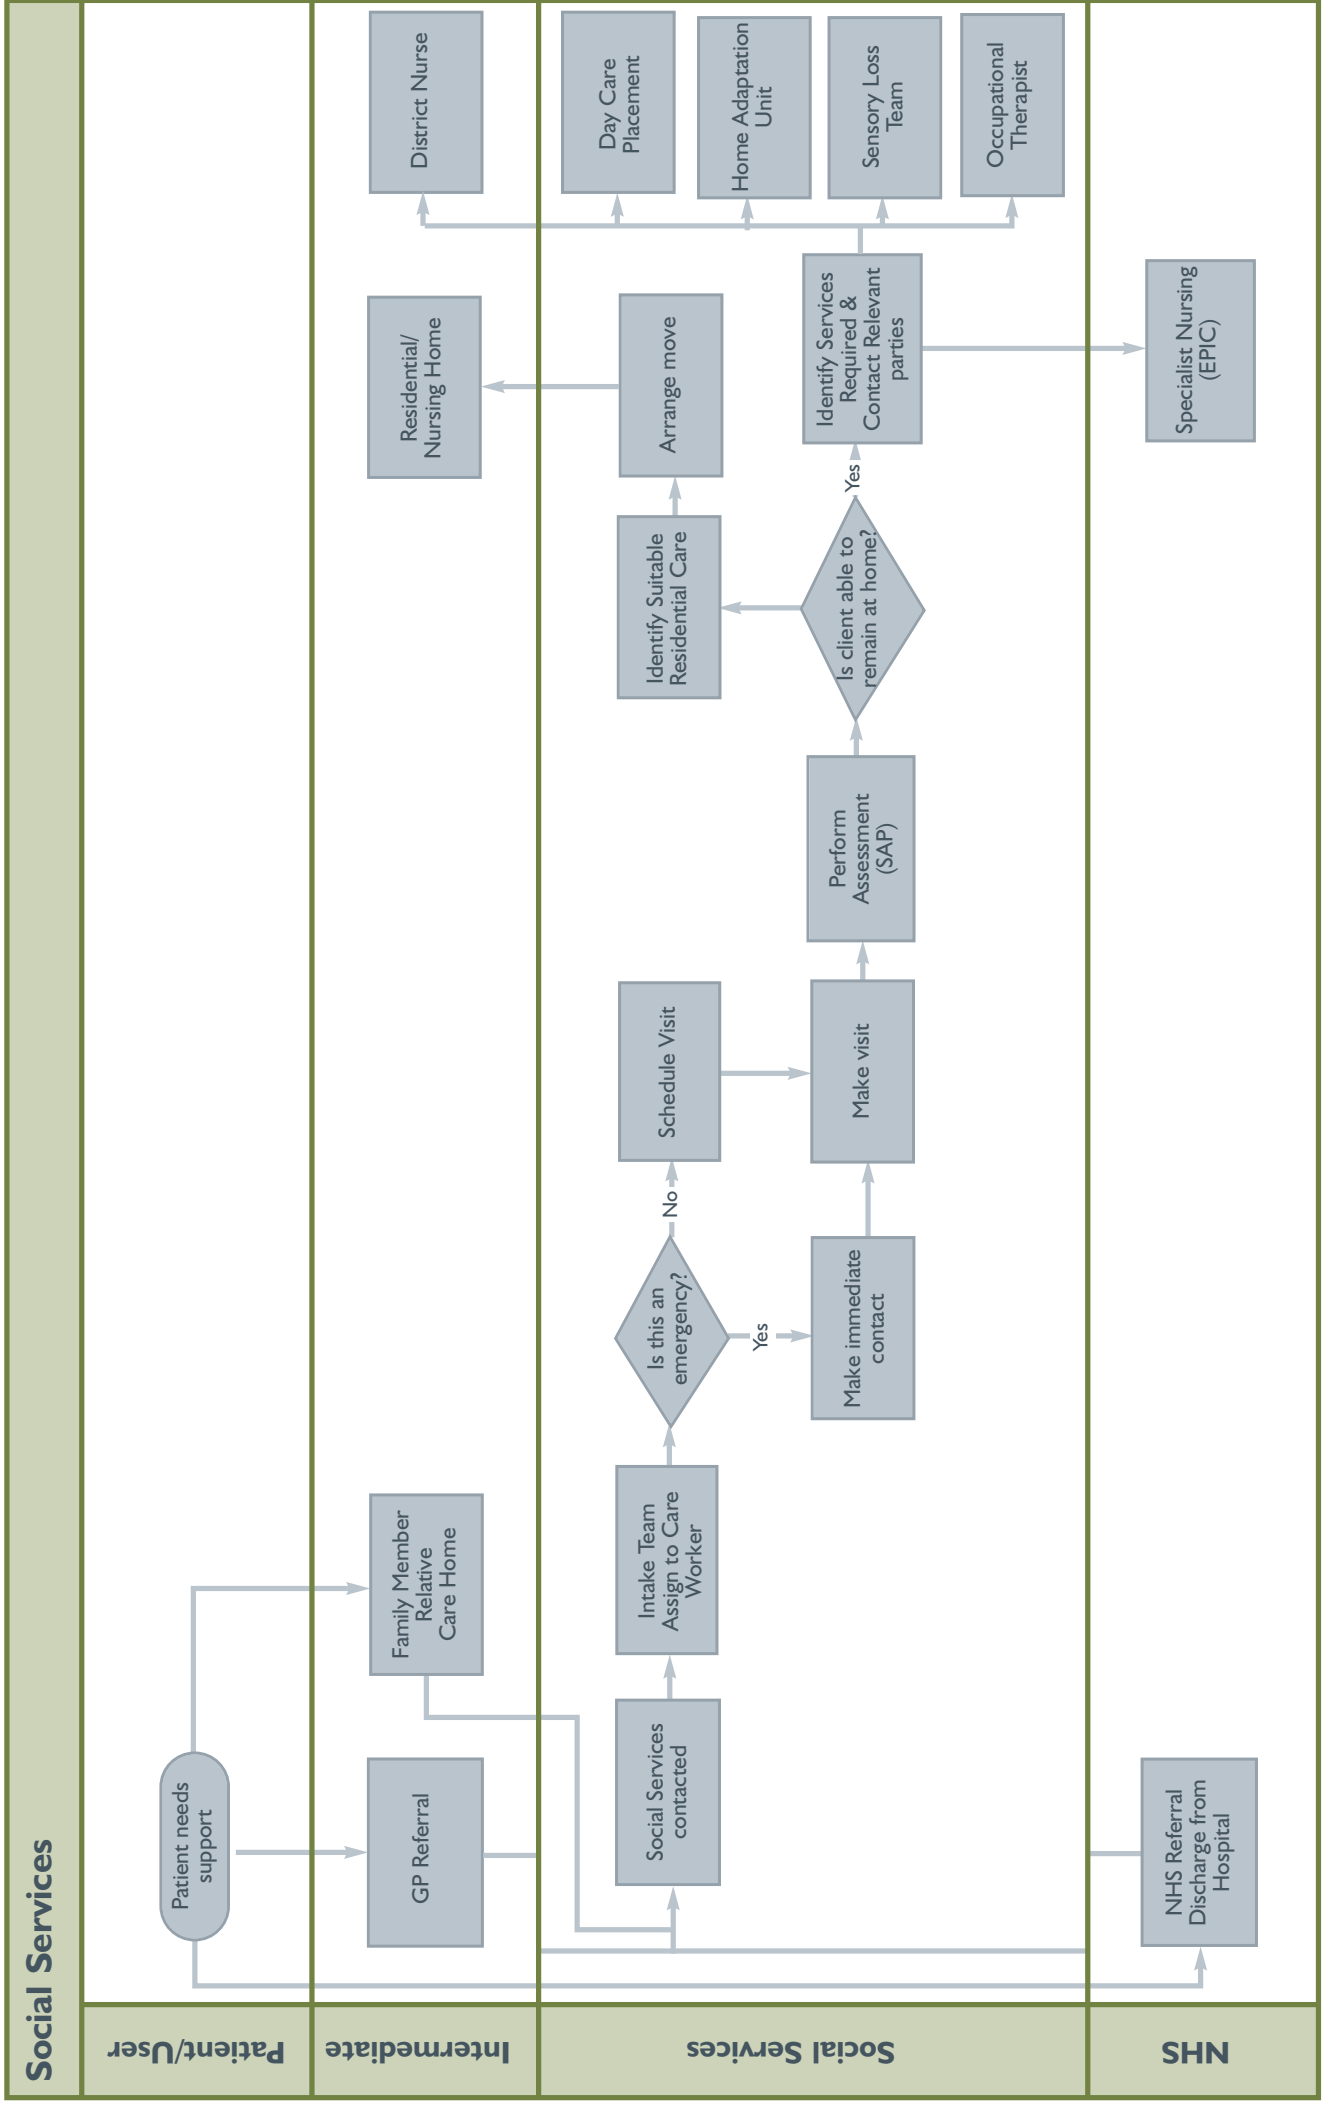 Social Services
Patient/User
Patient needs
support
Intermediate
GP Referral
Family Member
Relative
Care Home
Residential/
Nursing Home
District Nurse
Social Services
Social Services
contacted
Intake Team
Assign to Care
Worker
Is this an
emergency?
No
Yes
Schedule Visit
Make immediate
contact
Make visit
Perform
Assessment
(SAP)
Is client able to
remain at home?
Yes
Identify Suitable
Residential Care
Arrange move
Identify Services
Required &
Contact Relevant
parties
Day Care
Placement
Home Adaptation
Unit
Sensory Loss
Team
Occupational
Therapist
NHS
NHS Referral
Discharge from
Hospital
Specialist Nursing
(EPIC)